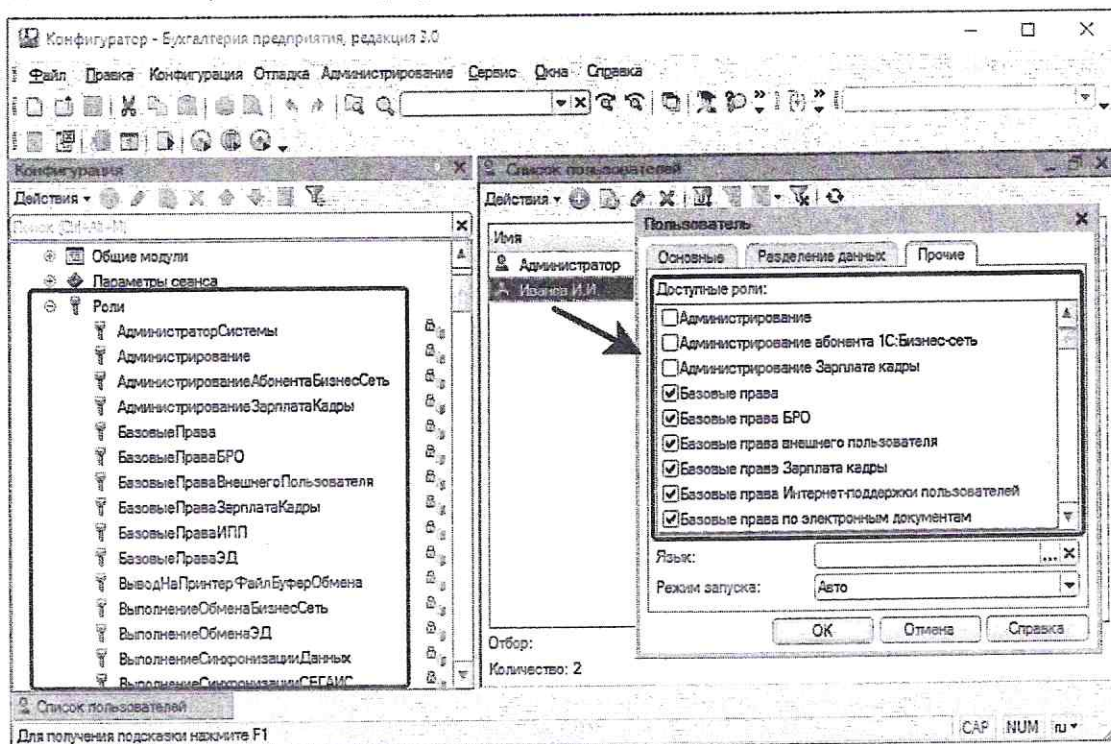 Конфигуратор - Бухгалтерия предприятия, редакция 3.0
Файл Правка Конфигурация Отладка Администрирование Сервис Окна Справка
Конфигурация
Действия
Поиск (Ctrl+Alt+M)
Общие модули
Параметры сеанса
Роли
АдминистраторСистемы
Администрирование
АдминистрированиеАбонентаБизнесСеть
АдминистрированиеЗарплатаКадры
БазовыеПрава
БазовыеПраваБРО
БазовыеПраваВнешнегоПользователя
БазовыеПраваЗарплатаКадры
БазовыеПраваИПП
БазовыеПраваЭД
ВыводНаПринтерФайлБуферОбмена
ВыполнениеОбменаБизнесСеть
ВыполнениеОбменаЭД
ВыполнениеСинхронизацииДанных
ВыполнениеСинхронизацииСЕГАИС
Список пользователей
Действия
Имя
Администратор
Иванов И.И
Отбор:
Количество: 2
Пользователь
Основные Разделение данных Прочие
Доступные роли:
Администрирование
Администрирование абонента 1С:Бизнес-сеть
Администрирование Зарплата кадры
Базовые права
Базовые права БРО
Базовые права внешнего пользователя
Базовые права Зарплата кадры
Базовые права Интернет-поддержки пользователей
Базовые права по электронным документам
Язык:
...
Режим запуска: Авто
ОК Отмена Справка
Список пользователей
Для получения подсказки нажмите F1
CAP NUM ru